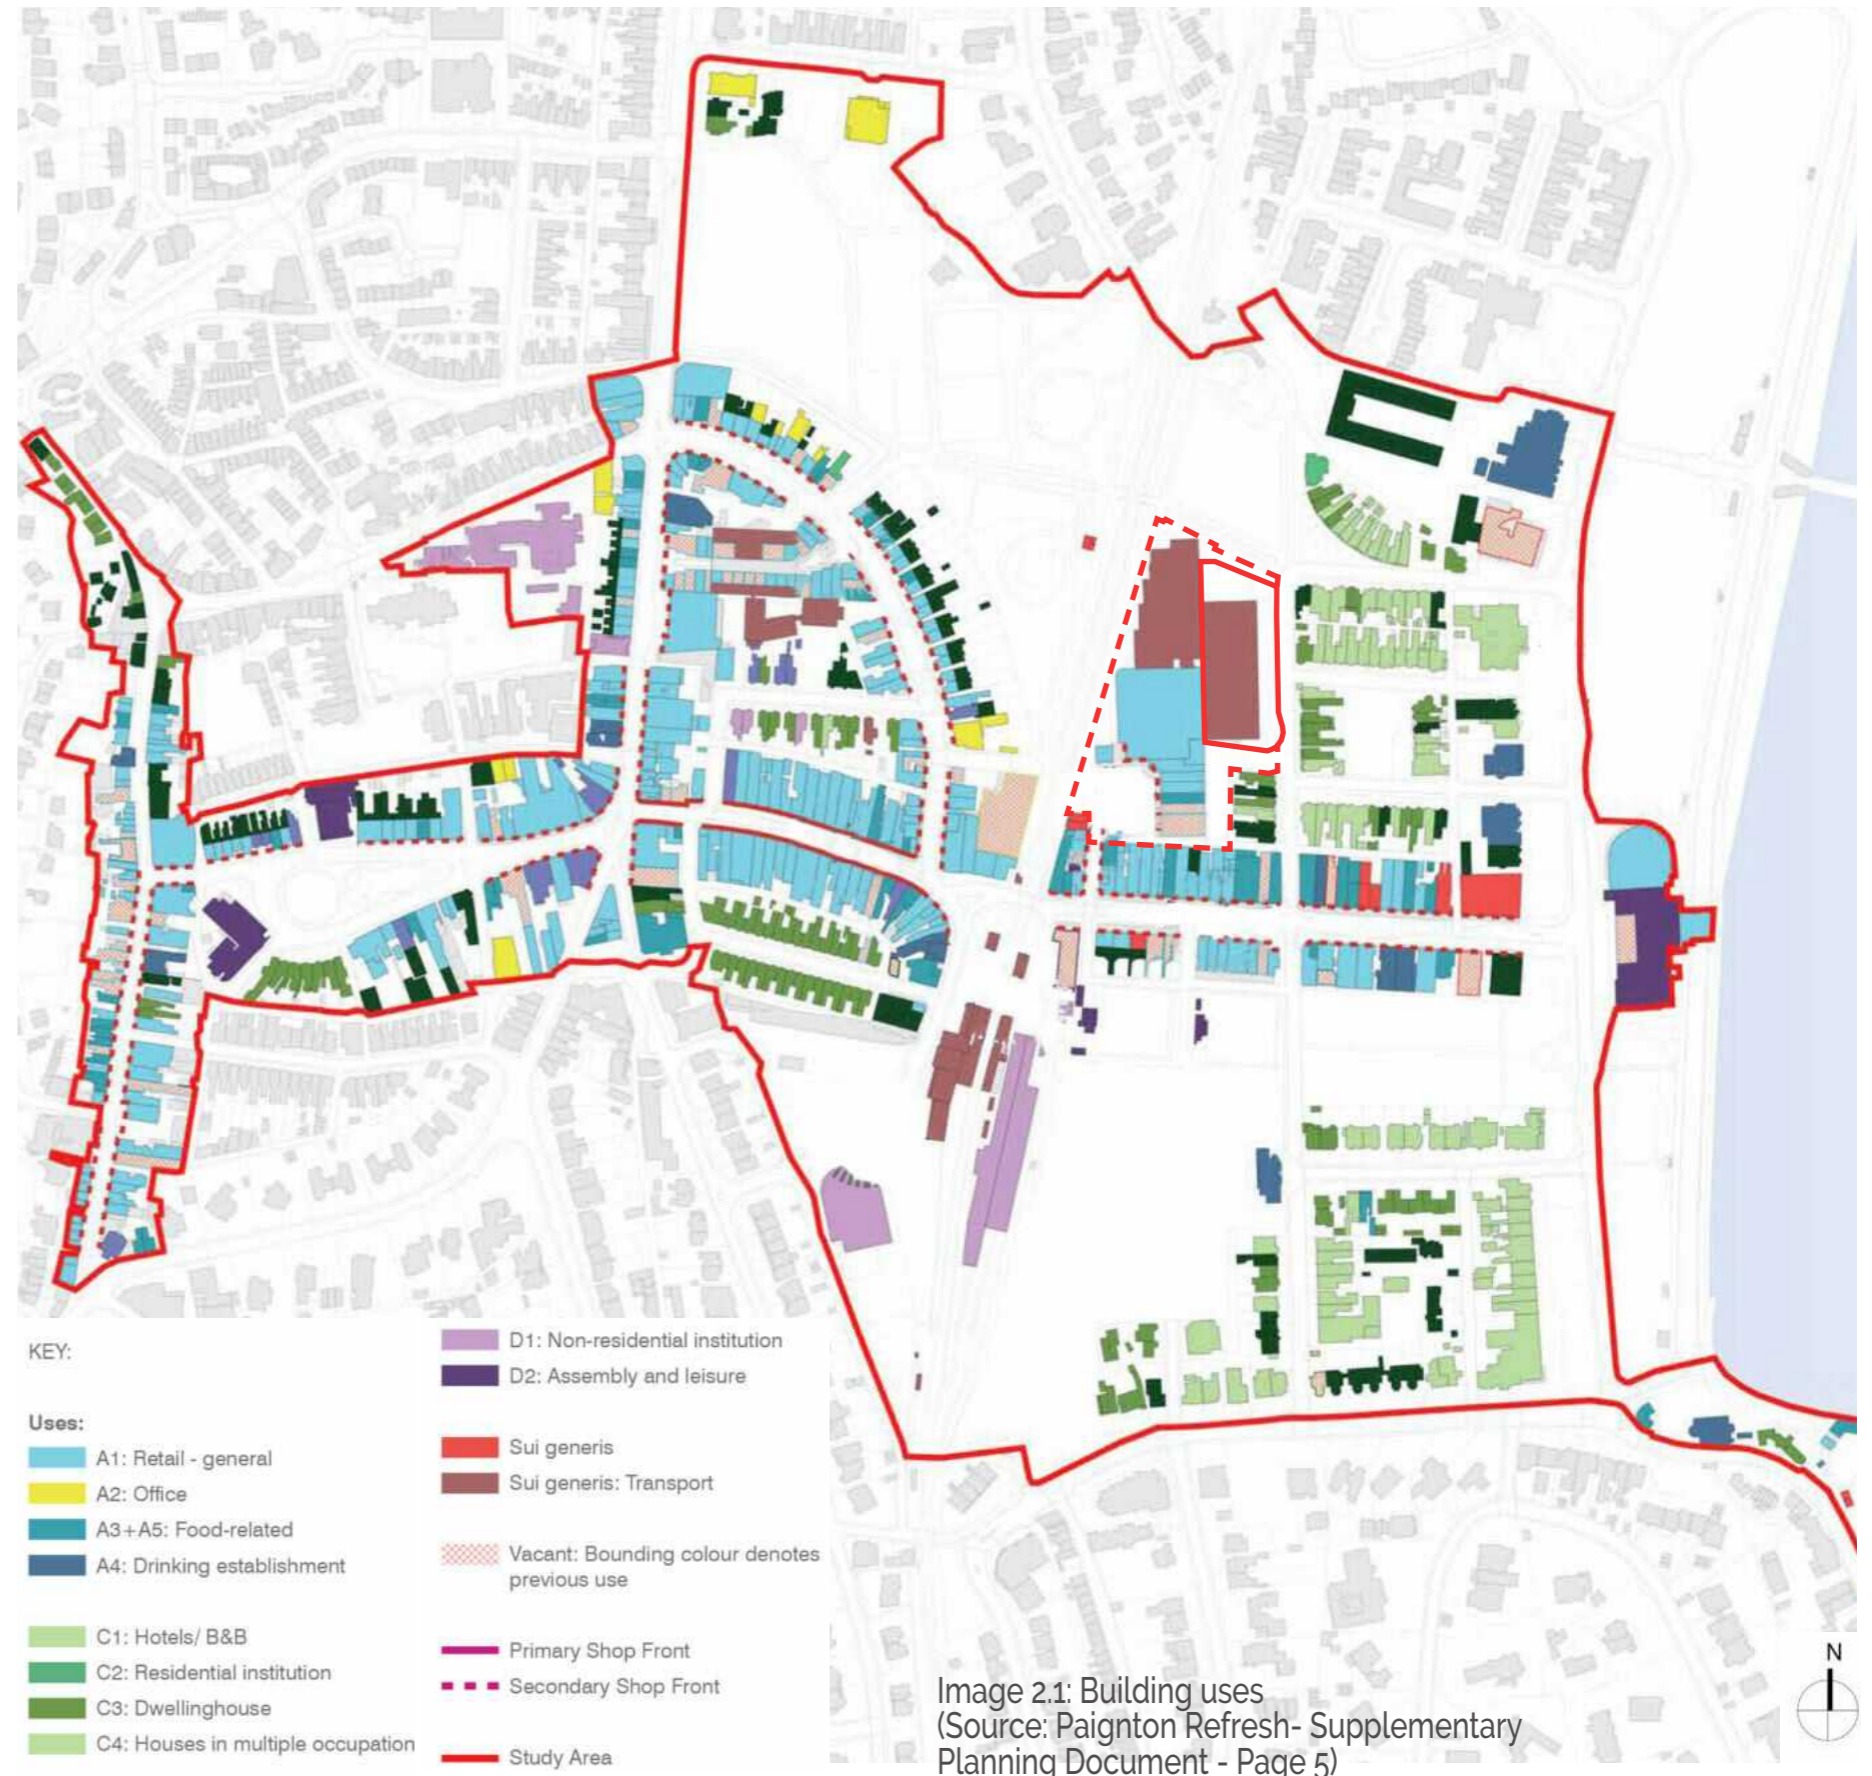 KEY:
Uses:
A1: Retail - general
A2: Office
A3+A5: Food-related
A4: Drinking establishment
C1: Hotels/ B&B
C2: Residential institution
C3: Dwellinghouse
C4: Houses in multiple occupation
D1: Non-residential institution
D2: Assembly and leisure
Sui generis
Sui generis: Transport
Vacant: Bounding colour denotes
previous use
Primary Shop Front
Secondary Shop Front
Study Area
Image 2.1: Building uses
(Source: Paignton Refresh- Supplementary
Planning Document - Page 5)
N